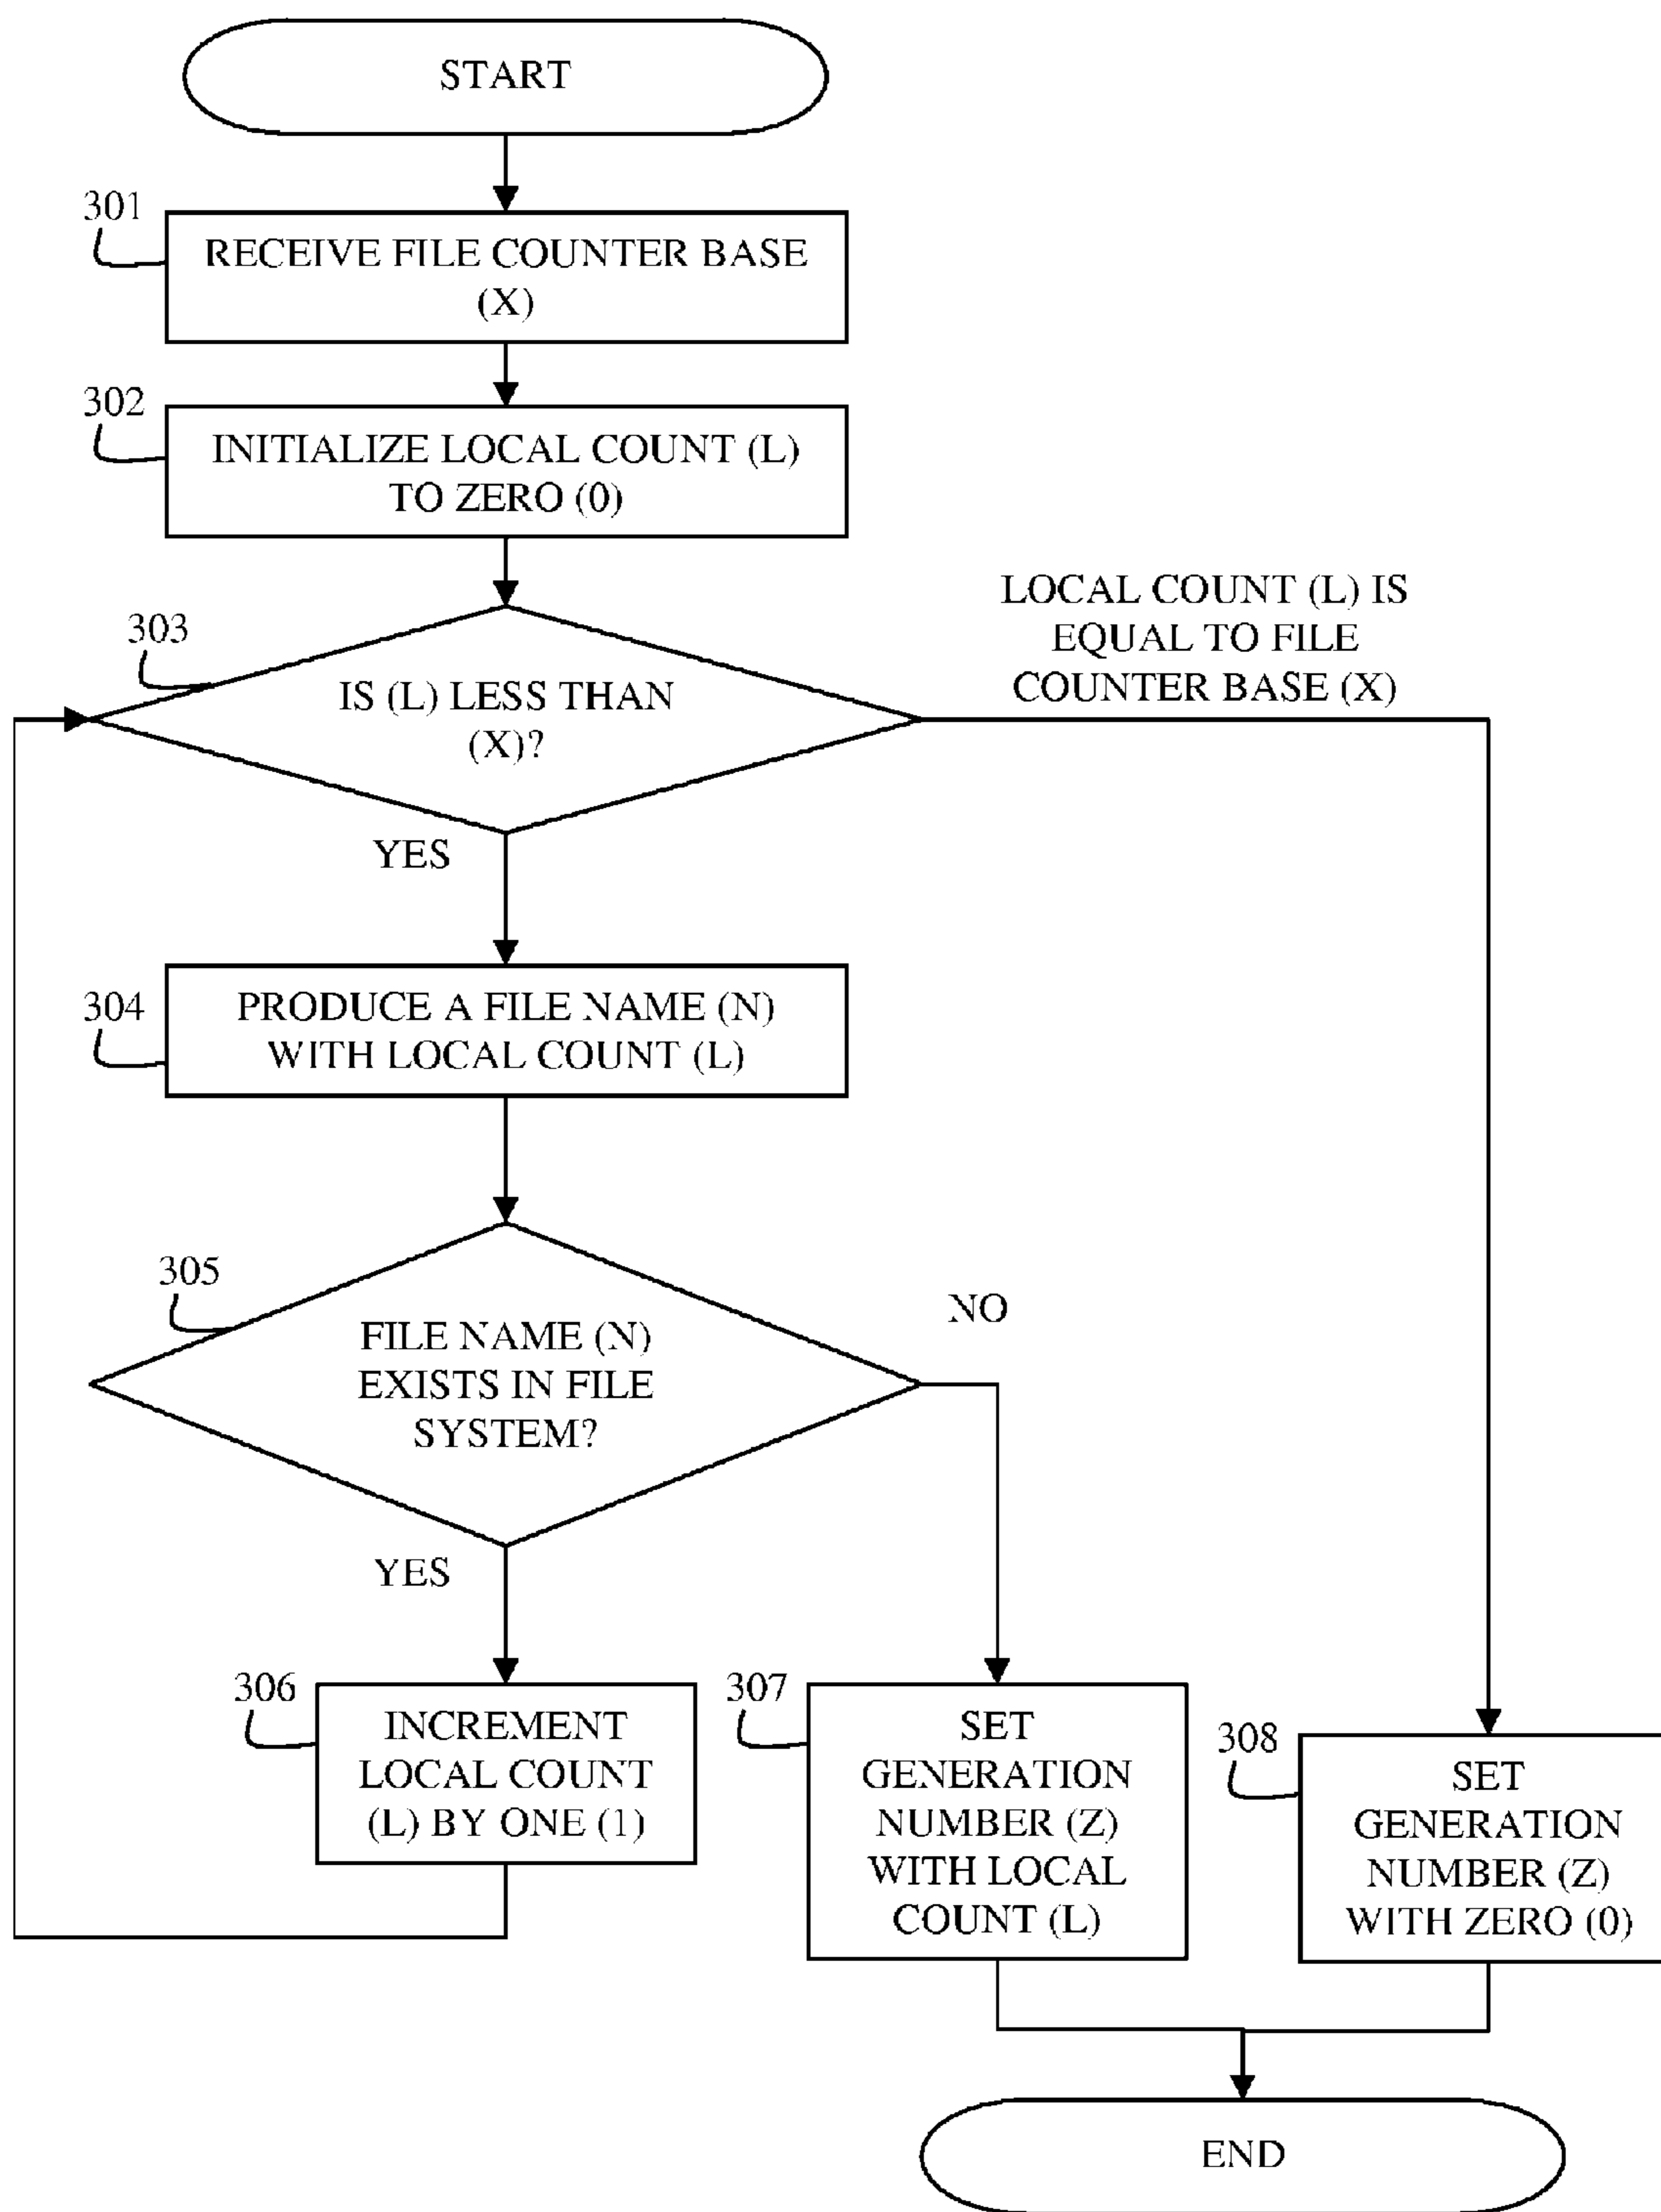 START
301
RECEIVE FILE COUNTER BASE
(X)
302
INITIALIZE LOCAL COUNT (L)
TO ZERO (0)
303
IS (L) LESS THAN
(X)?
LOCAL COUNT (L) IS
EQUAL TO FILE
COUNTER BASE (X)
YES
304
PRODUCE A FILE NAME (N)
WITH LOCAL COUNT (L)
305
FILE NAME (N)
EXISTS IN FILE
SYSTEM?
NO
YES
306
INCREMENT
LOCAL COUNT
(L) BY ONE (1)
307
SET
GENERATION
NUMBER (Z)
WITH LOCAL
COUNT (L)
308
SET
GENERATION
NUMBER (Z)
WITH ZERO (0)
END